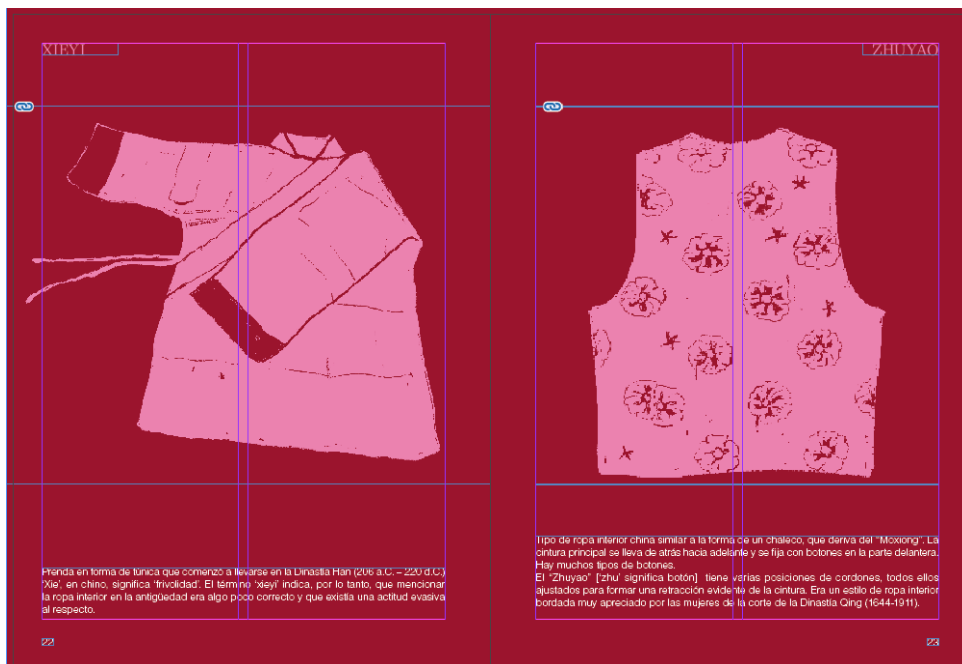 XIEYI
Prenda en forma de túnica que comenzó a llevarse en la Dinastía Han (206 a.C. – 220 d.C.)
'Xie', en chino, significa 'frivolidad'. El término 'xieyi' indica, por lo tanto, que mencionar
la ropa interior en la antigüedad era algo poco correcto y que existía una actitud evasiva
al respecto.
22
ZHUYAO
Tipo de ropa interior china similar a la forma de un chaleco, que deriva del "Moxiong". La
cintura principal se lleva de atrás hacia adelante y se fija con botones en la parte delantera.
Hay muchos tipos de botones.
El "Zhuyao" ['zhu' significa botón] tiene varias posiciones de cordones, todos ellos
ajustados para formar una retracción evidente de la cintura. Era un estilo de ropa interior
bordada muy apreciado por las mujeres de la corte de la Dinastía Qing (1644-1911).
23